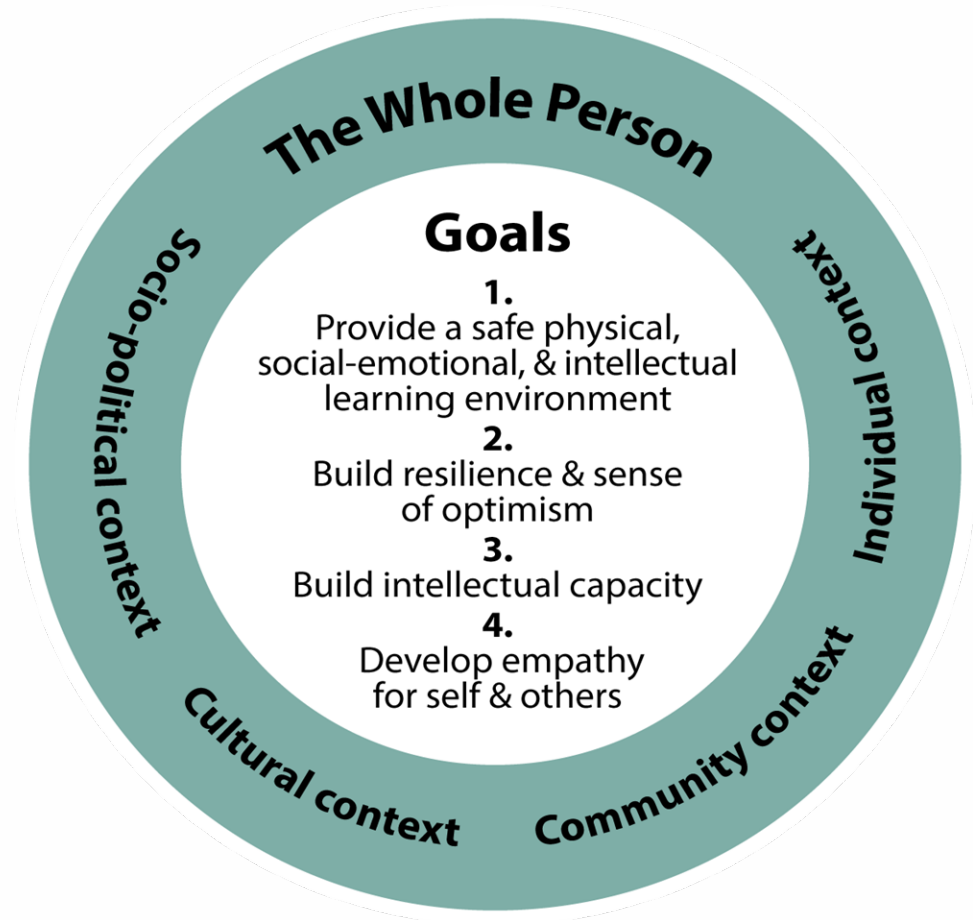 The Whole Person
Goals
1.
Provide a safe physical,
social-emotional, & intellectual
learning environment
2.
Build resilience & sense
of optimism
3.
Build intellectual capacity
4.
Develop empathy
for self & others
Individual context
Community context
Cultural context
Socio-political context